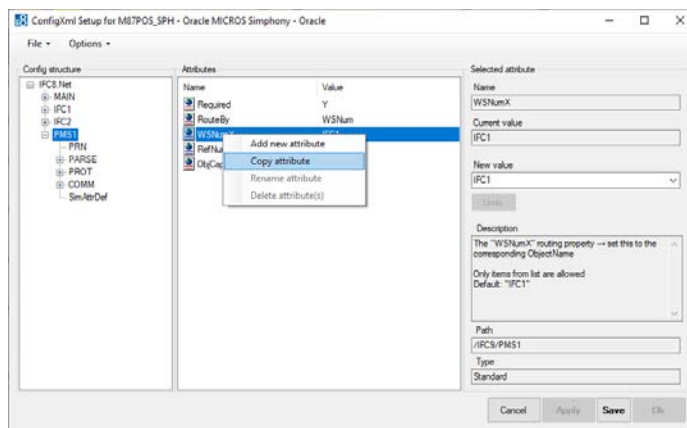 ConfigXml Setup for M87POS_SPH - Oracle MICROS Simphony - Oracle
File Options
Config structure
IFC8.Net
MAIN
IFC1
IFC2
PMS1
PRN
PARSE
PROT
COMM
SimAttrDef
Attributes
Name Value
Required Y
RouteBy WSNum
WSNumX IFC1
RefNu
ObjCap
Add new attribute
Copy attribute
Rename attribute
Delete attribute(s)
Selected attribute
Name
WSNumX
Current value
IFC1
New value
IFC1
Undo
Description
The "WSNumX" routing property → set this to the
corresponding ObjectName
Only items from list are allowed
Default: "IFC1"
Path
/IFC9/PMS1
Type
Standard
Cancel Apply Save Ok